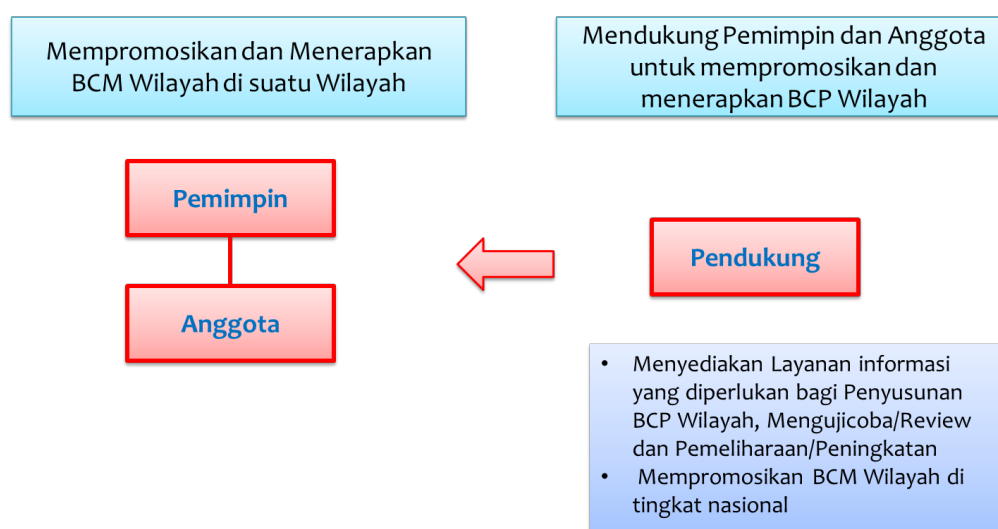 Mempromosikan dan Menerapkan
BCM Wilayah di suatu Wilayah
Mendukung Pemimpin dan Anggota
untuk mempromosikan dan
menerapkan BCP Wilayah
Pemimpin
Anggota
Pendukung
• Menyediakan Layanan informasi
yang diperlukan bagi Penyusunan
BCP Wilayah, Mengujicoba/Review
dan Pemeliharaan/Peningkatan
• Mempromosikan BCM Wilayah di
tingkat nasional